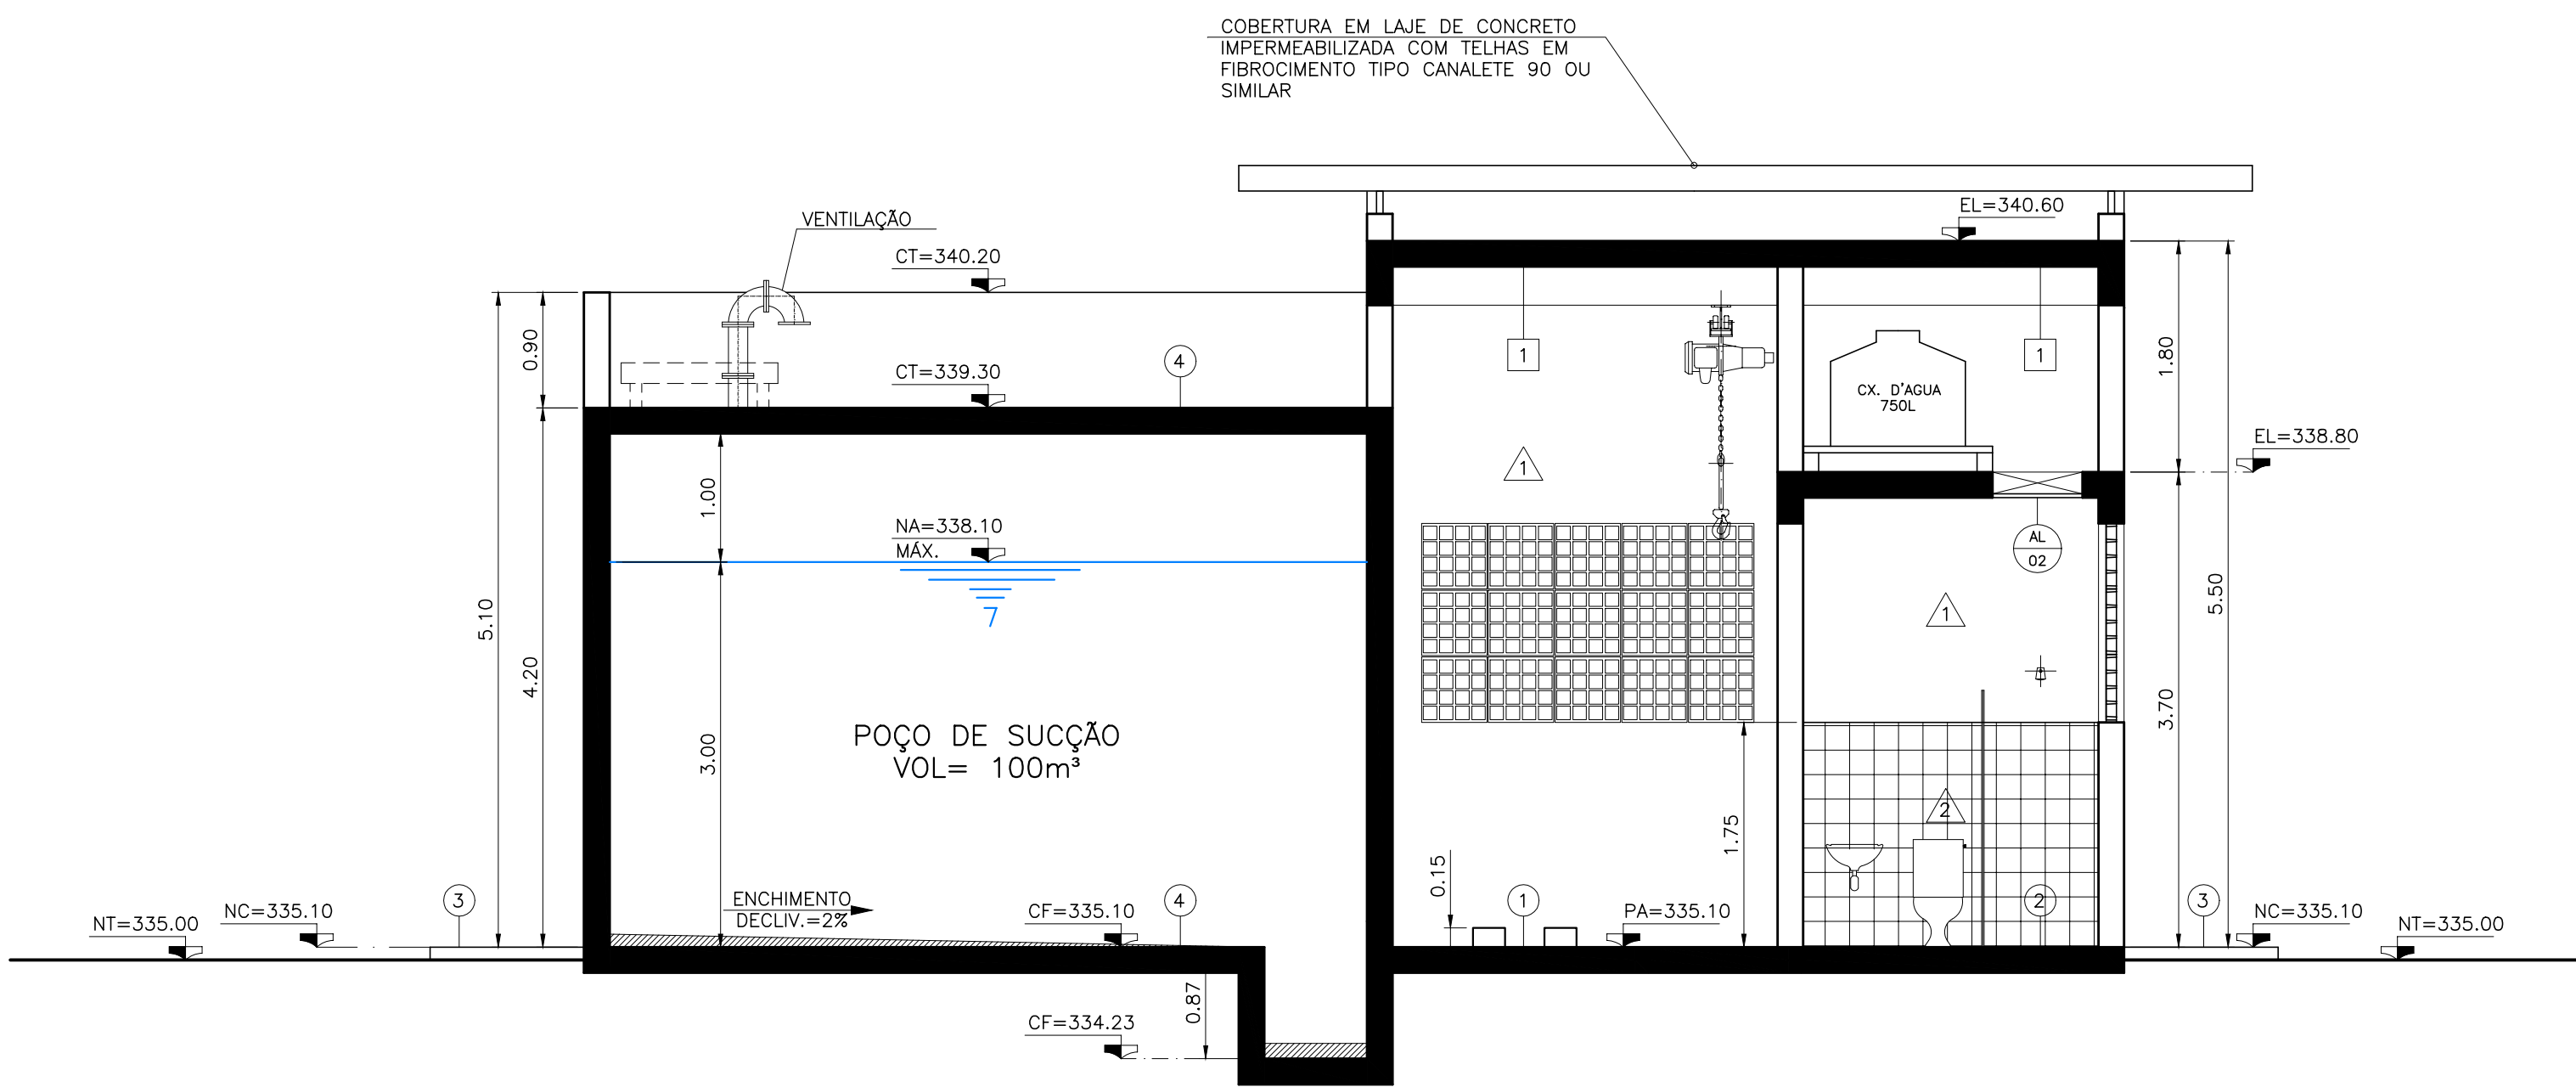 COBERTURA EM LAJE DE CONCRETO
IMPERMEABILIZADA COM TELHAS EM
FIBROCIMENTO TIPO CANALETE 90 OU
SIMILAR
VENTILAÇÃO
EL=340.60
CT=340.20
0.90
CT=339.30
4
1
1
1.80
CX. D'AGUA
750L
EL=338.80
1.00
1
NA=338.10
MÁX.
AL
02
7
5.10
4.20
1
5.50
3.70
POÇO DE SUCÇÃO
VOL= 100m³
3.00
1.75
2
0.15
NT=335.00
NC=335.10
3
ENCHIMENTO
DECLIV.=2%
CF=335.10
4
1
PA=335.10
2
3
NC=335.10
NT=335.00
0.87
CF=334.23